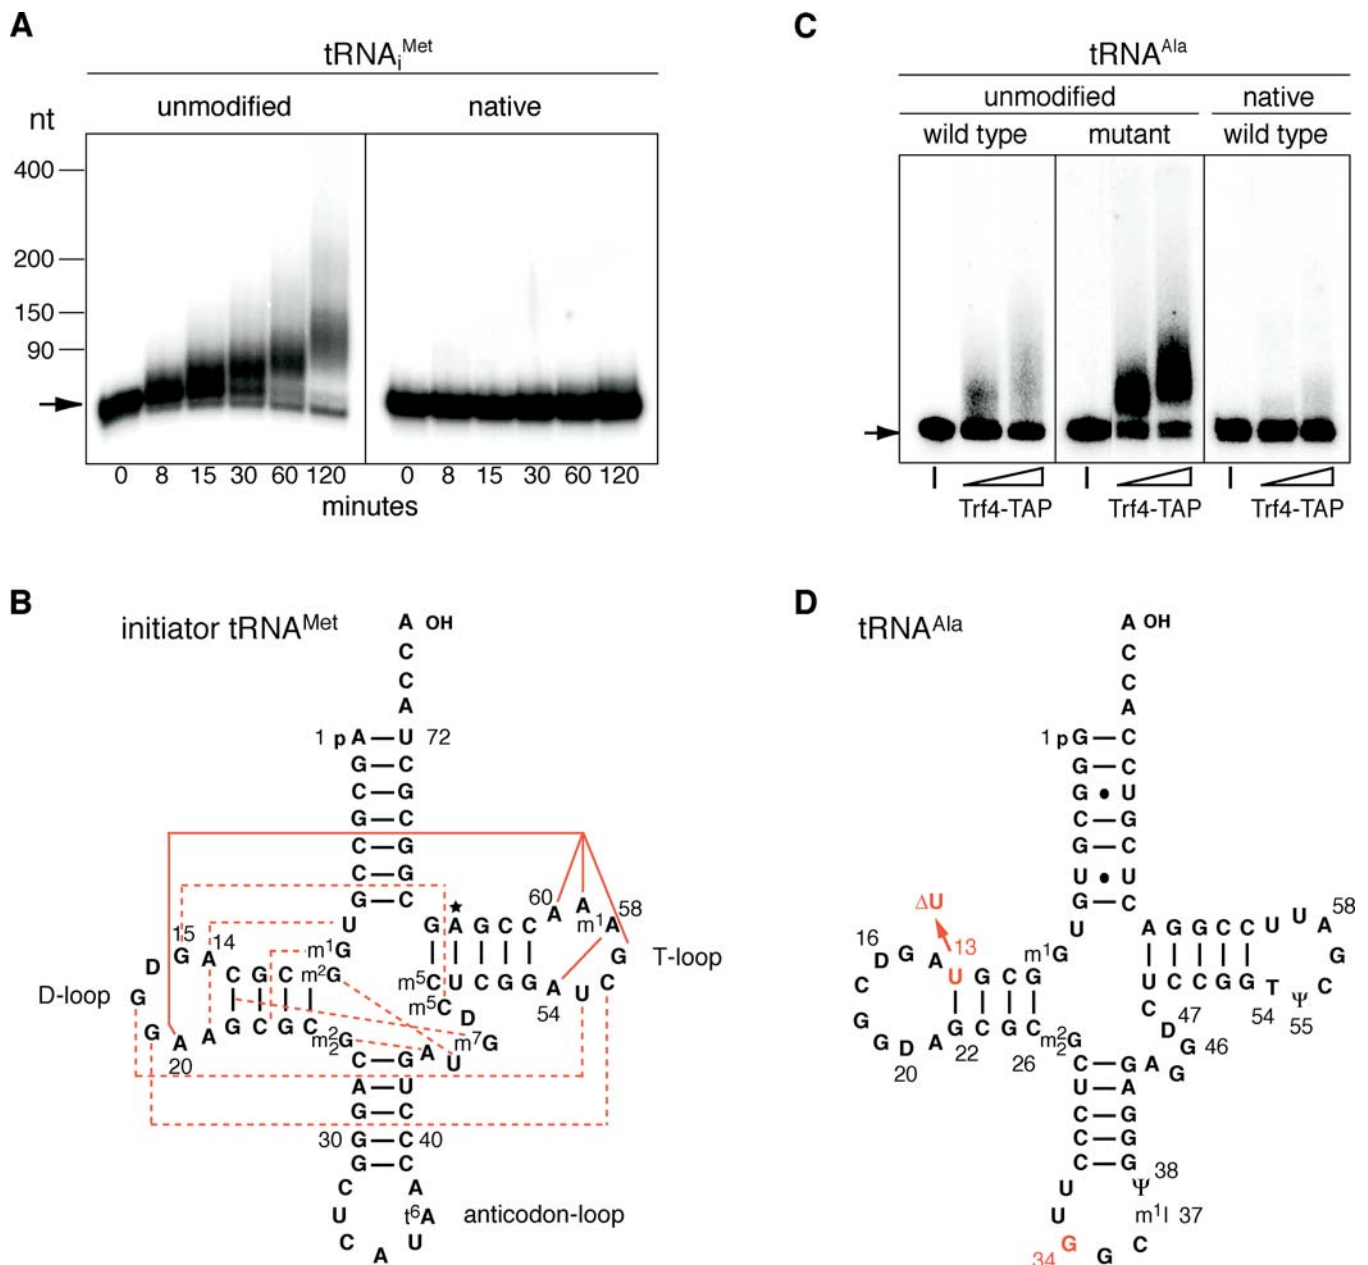 A
tRNAiMet
unmodified native
nt
400
200
150
90
0 8 15 30 60 120 0 8 15 30 60 120
minutes
C
tRNAAla
unmodified native
wild type mutant wild type
Trf4-TAP Trf4-TAP Trf4-TAP
B
initiator tRNAMet
A OH
C
C
A
1 p A U 72
G C
C G
G C
C G
C G
G C
U
G A G C C A A A G C U A G G C U m5C
60 m1 58
T-loop
54
15 14
D-loop
D G A C G C m2G m1G
G G A A G C G C m22G
20
m5C D m7G U A
C G
A U
G C
30 G C 40
G C
C A
U t6A
C A U
anticodon-loop
D
tRNAAla
A OH
C
C
A
1 p G C
G C
G U
C G
G C
U U
G C
U
ΔU
13
16
D G A U G C G m1G
C G G D A G C G C m22G
20 22 26
A G G C C U U A G C Ψ T G G C C U
58
54 55
C D G G A
47
46
C G
U A
C G
C G
C G
U Ψ 38
U m1I 37
34 G G C